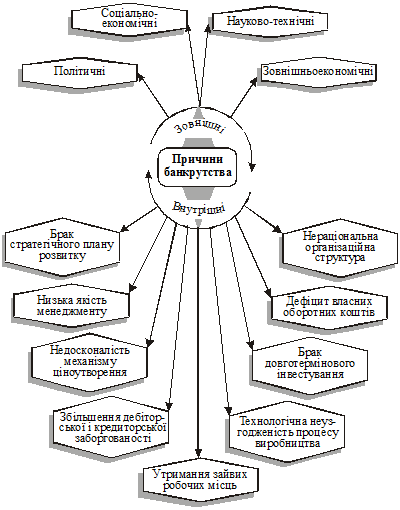 Соціально-
економічні
Науково-технічні
Політичні
Зовнішньоекономічні
Зовнішні
Причини
банкрутства
Внутрішні
Брак
стратегічного плану
розвитку
Нераціональна
організаційна
структура
Низька якість
менеджменту
Дефіцит власних
оборотних коштів
Недосконалість
механізму
ціноутворення
Брак
довготермінового
інвестування
Збільшення дебітор-
ської і кредиторської
заборгованості
Технологічна неуз-
годженість процесу
виробництва
Утримання зайвих
робочих місць